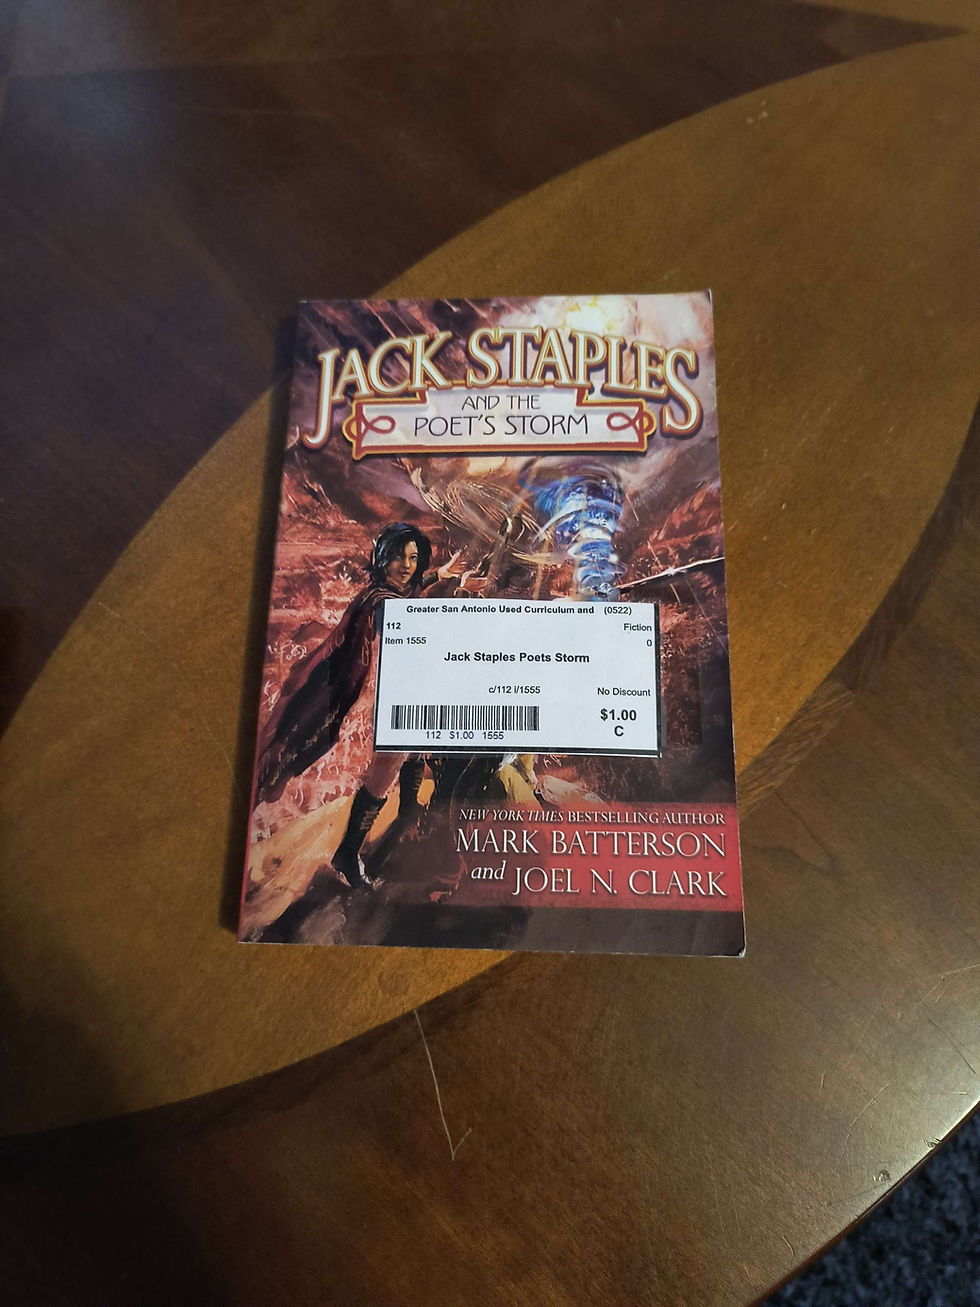 JACK STAPLES
AND THE
POET'S STORM
Greater San Antonio Used Curriculum and (0522)
112 Fiction
Item 1555 0
Jack Staples Poets Storm
c/112 i/1555 No Discount
$1.00
112 $1.00 1555 C
NEW YORK TIMES BESTSELLING AUTHOR
MARK BATTERSON
and JOEL N. CLARK